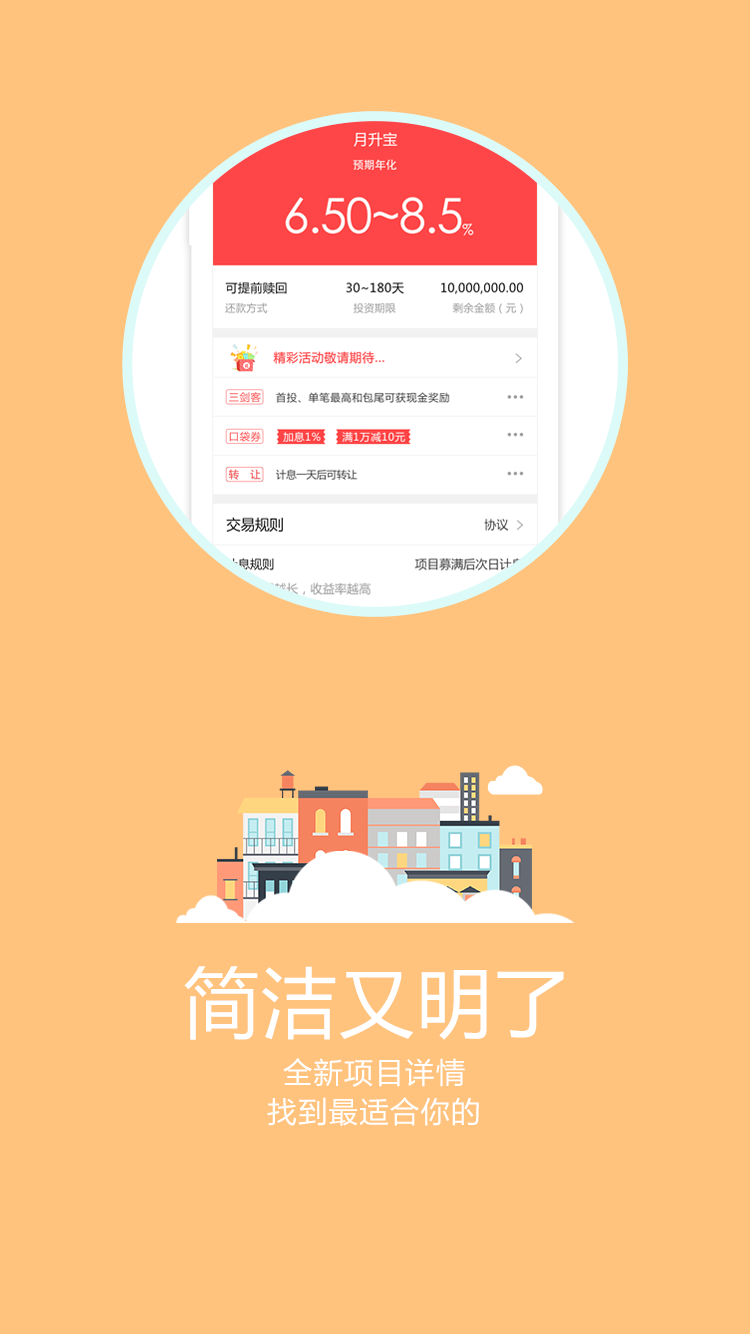 月升宝
预期年化
6.50~8.5%
可提前赎回 30~180天 10,000,000.00
还款方式 投资期限 剩余金额（元）
精彩活动敬请期待...
三剑客 首投、单笔最高和包尾可获现金奖励
口袋券 加息1% 满1万减10元
转 让 计息一天后可转让
交易规则 协议
息规则 项目募满后次日计
越长，收益率越高
简洁又明了
全新项目详情
找到最适合你的